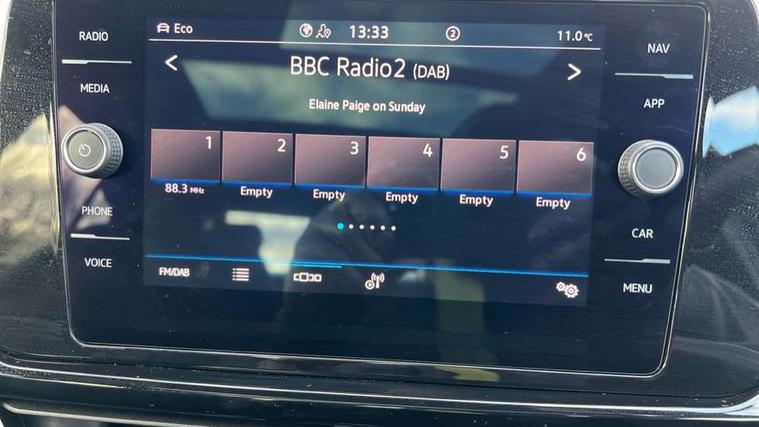 RADIO
MEDIA
PHONE
VOICE
Eco 13:33 2 11.0°C
< BBC Radio2 (DAB) >
Elaine Paige on Sunday
1 2 3 4 5 6
88.3 MHz Empty Empty Empty Empty Empty
FM/DAB
NAV
APP
CAR
MENU